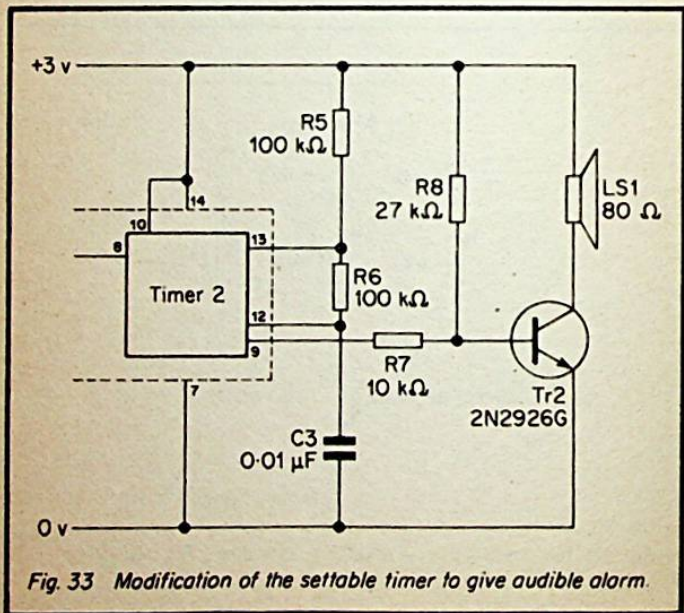 +3 v
R5
100 kΩ
R8
27 kΩ
LS1
80 Ω
14
10
8
13
Timer 2
R6
100 kΩ
12
9
R7
10 kΩ
7
Tr2
2N2926G
C3
0·01 µF
0 v
Fig. 33 Modification of the settable timer to give audible alarm.